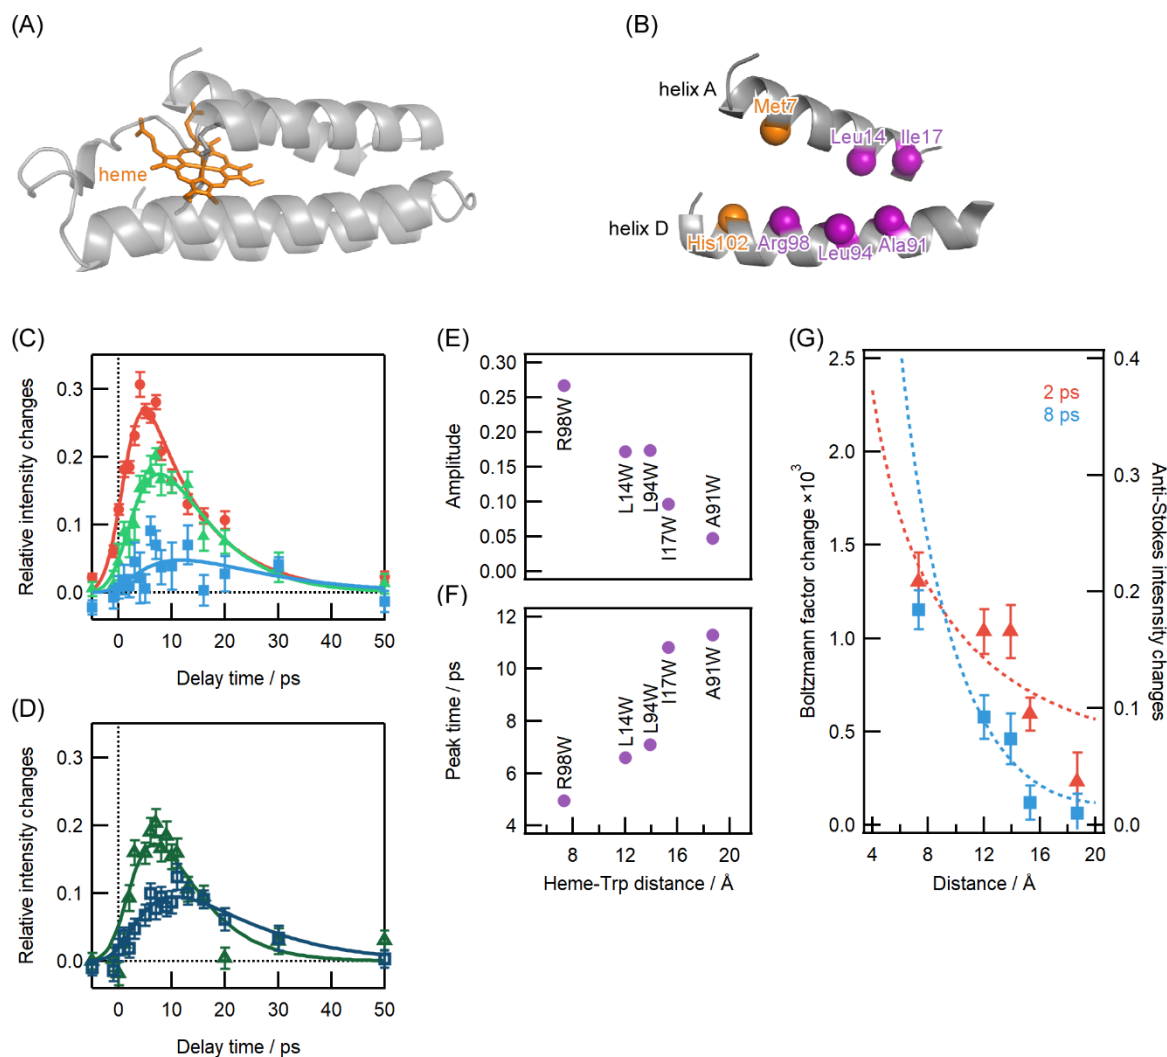 (A)
heme
(B)
helix A
Met7
Leu14 Ile17
helix D
His102 Arg98 Leu94 Ala91
(C)
Relative intensity changes
0.3
0.2
0.1
0.0
0 10 20 30 40 50
Delay time / ps
(D)
Relative intensity changes
0.3
0.2
0.1
0.0
0 10 20 30 40 50
Delay time / ps
(E)
Amplitude
0.30
0.25
0.20
0.15
0.10
0.05
0.00
R98W
L14W
L94W
I17W
A91W
(F)
Peak time / ps
12
10
8
6
4
R98W
L14W
L94W
I17W
A91W
8 12 16 20
Heme-Trp distance / Å
(G)
Boltzmann factor change ×10³
2.5
2.0
1.5
1.0
0.5
0.0
2 ps
8 ps
0.4
0.3
0.2
0.1
0.0
Anti-Stokes intesnsity changes
4 8 12 16 20
Distance / Å